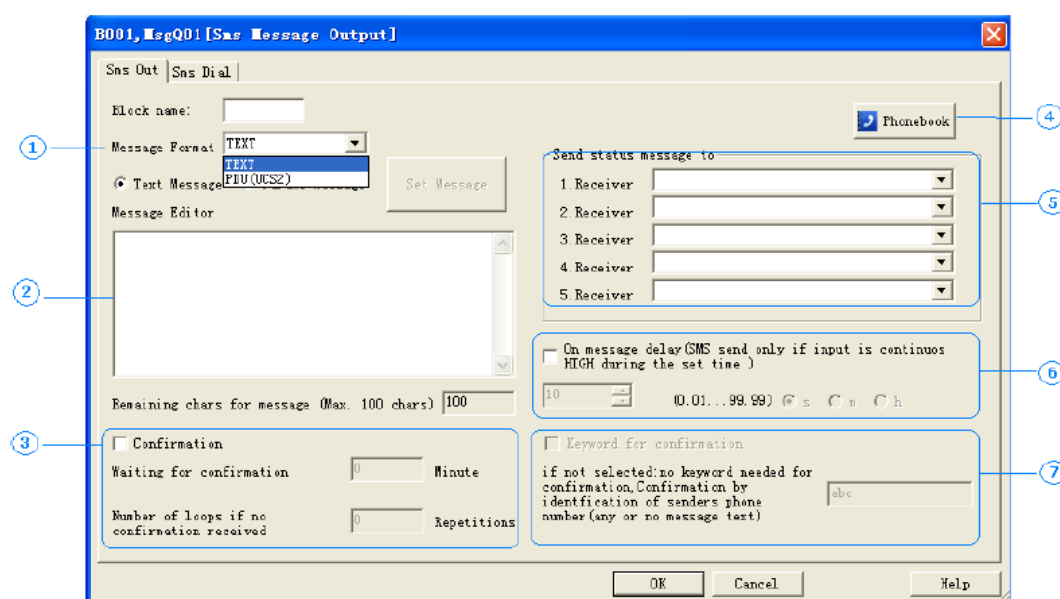 B001,MsgQ01[Sms Message Output]
Sms Out
Sms Dial
Block name:
4
Phonebook
1
Message Format
TEXT
TEXT
PDU(UCS2)
Text Message
Set Message
Send status message to
1.Receiver
2.Receiver
3.Receiver
4.Receiver
5.Receiver
5
Message Editor
2
Remaining chars for message (Max. 100 chars)
100
On message delay(SMS send only if input is continuos
HIGH during the set time )
10
(0.01...99.99)
s
m
h
6
3
Confirmation
Waiting for confirmation
0
Minute
Number of loops if no
confirmation received
0
Repetitions
Keyword for confirmation
if not selected:no keyword needed for
confirmation,Confirmation by
identfication of senders phone
number(any or no message text)
abc
7
OK
Cancel
Help